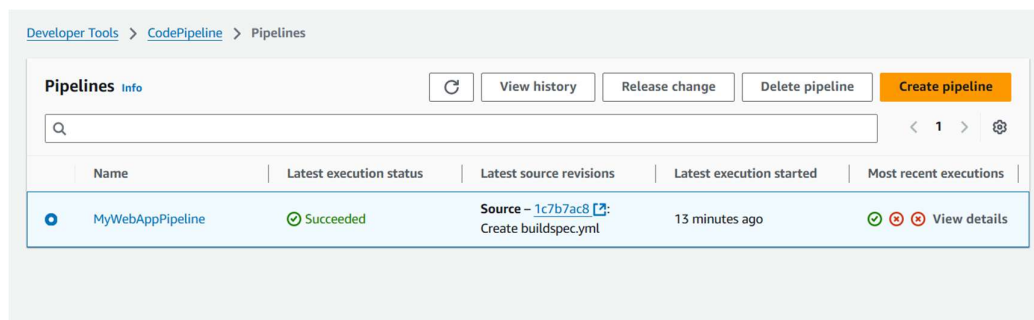 Developer Tools > CodePipeline > Pipelines
Pipelines Info
View history
Release change
Delete pipeline
Create pipeline
< 1 >
Name
Latest execution status
Latest source revisions
Latest execution started
Most recent executions
MyWebAppPipeline
Succeeded
Source – 1c7b7ac8 :
Create buildspec.yml
13 minutes ago
View details